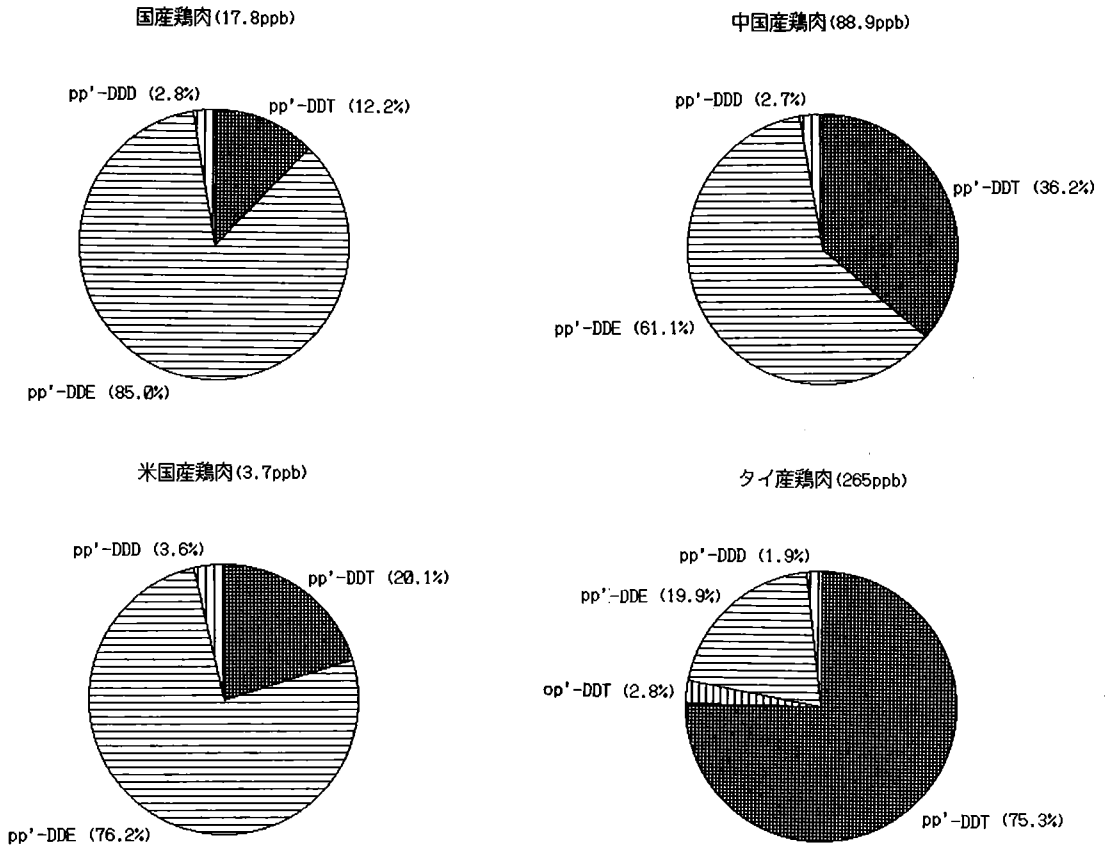 国産鶏肉(17.8ppb)
pp'-DDD (2.8%)
pp'-DDT (12.2%)
pp'-DDE (85.0%)
中国産鶏肉(88.9ppb)
pp'-DDD (2.7%)
pp'-DDT (36.2%)
pp'-DDE (61.1%)
米国産鶏肉(3.7ppb)
pp'-DDD (3.6%)
pp'-DDT (20.1%)
pp'-DDE (76.2%)
タイ産鶏肉(265ppb)
pp'-DDD (1.9%)
pp'-DDE (19.9%)
op'-DDT (2.8%)
pp'-DDT (75.3%)